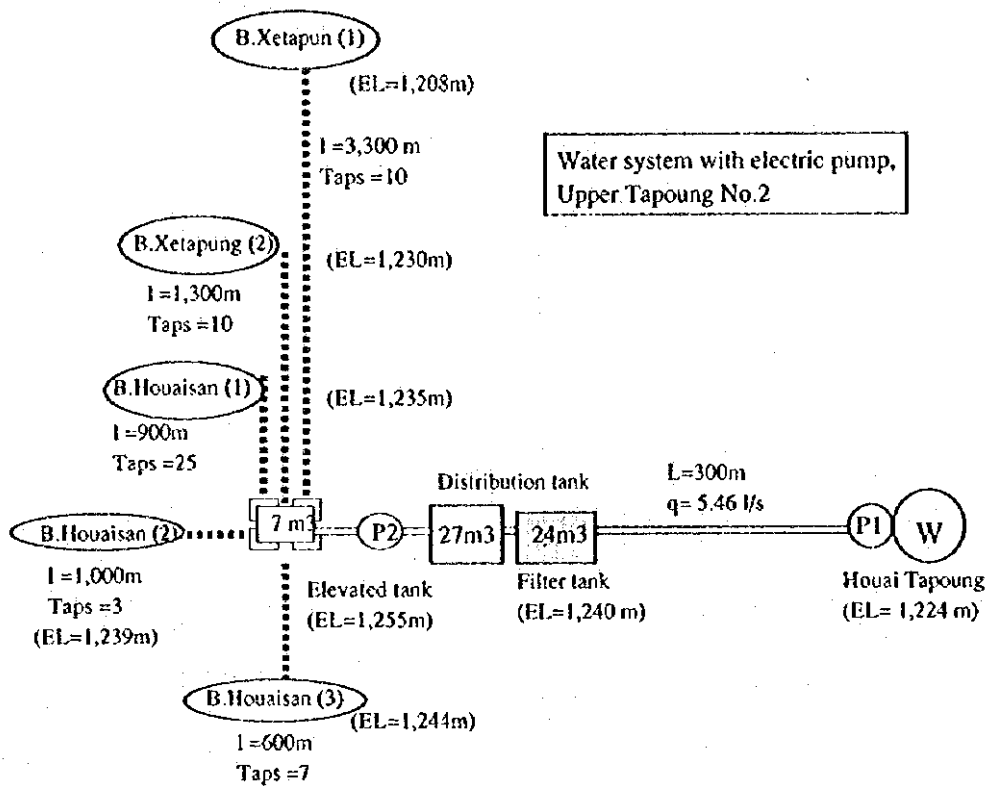 B.Xetapun (1)
(EL=1,208m)
l =3,300 m
Taps =10
Water system with electric pump,
Upper Tapoung No.2
B.Xetapung (2)
(EL=1,230m)
l =1,300m
Taps =10
B.Houaisan (1)
(EL=1,235m)
l =900m
Taps =25
Distribution tank
L=300m
q= 5.46 l/s
B.Houaisan (2)
7 m3
P2
27m3
24m3
P1
W
l =1,000m
Taps =3
(EL=1,239m)
Elevated tank
(EL=1,255m)
Filter tank
(EL=1,240 m)
Houai Tapoung
(EL= 1,224 m)
B.Houaisan (3)
(EL=1,244m)
l =600m
Taps =7